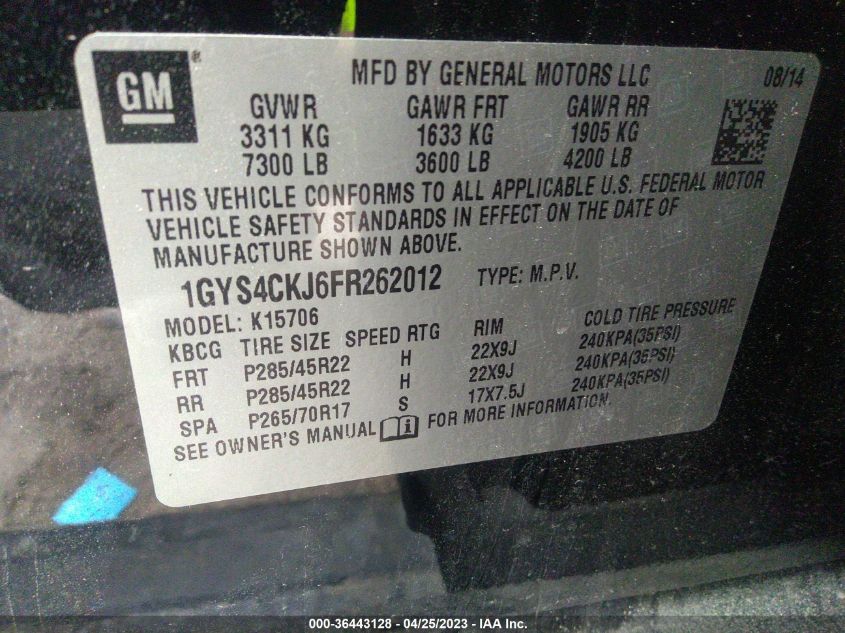 GM®
MFD BY GENERAL MOTORS LLC 08/14
GVWR GAWR FRT GAWR RR
3311 KG 1633 KG 1905 KG
7300 LB 3600 LB 4200 LB
THIS VEHICLE CONFORMS TO ALL APPLICABLE U.S. FEDERAL MOTOR
VEHICLE SAFETY STANDARDS IN EFFECT ON THE DATE OF
MANUFACTURE SHOWN ABOVE.
1GYS4CKJ6FR262012 TYPE: M.P.V.
MODEL: K15706
KBCG TIRE SIZE SPEED RTG RIM COLD TIRE PRESSURE
FRT P285/45R22 H 22X9J 240KPA(35PSI)
RR P285/45R22 H 22X9J 240KPA(35PSI)
SPA P265/70R17 S 17X7.5J 240KPA(35PSI)
SEE OWNER'S MANUAL FOR MORE INFORMATION.
000-36443128 - 04/25/2023 - IAA Inc.